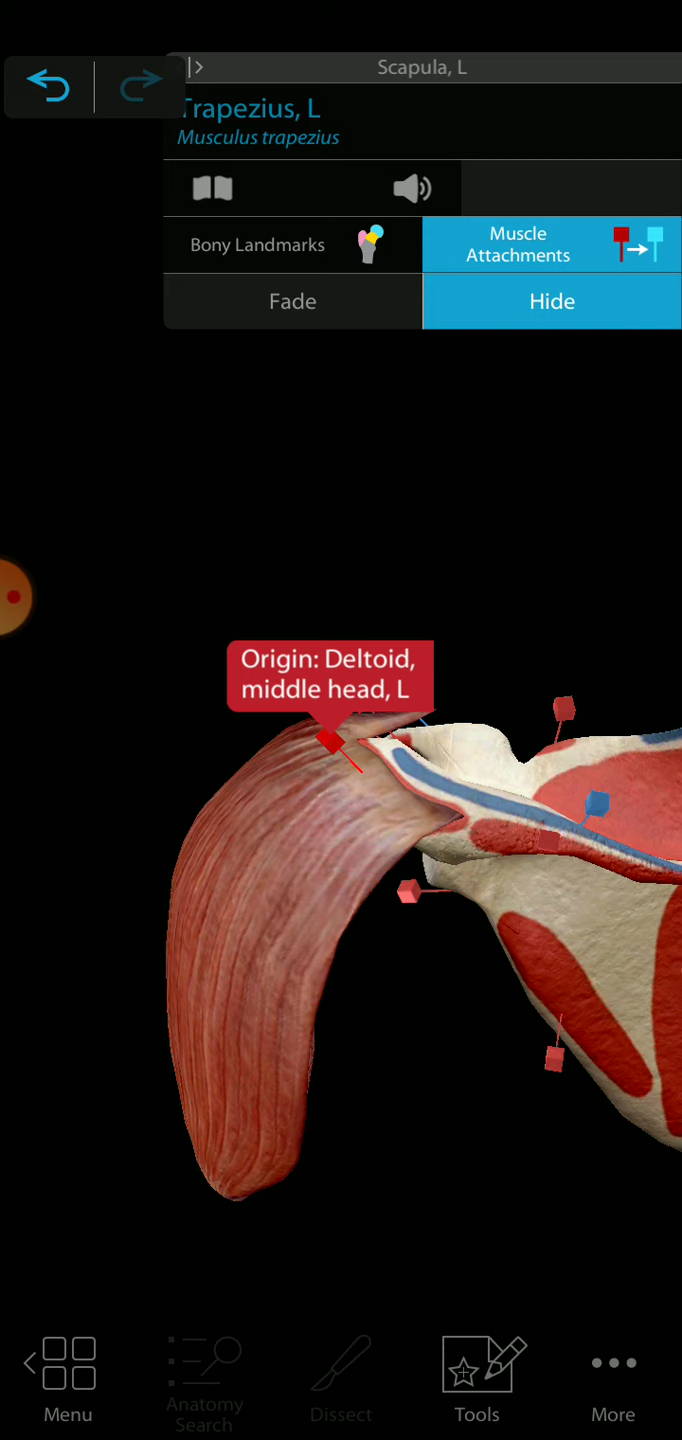 Scapula, L
Trapezius, L
Musculus trapezius
Bony Landmarks
Muscle
Attachments
Fade
Hide
Origin: Deltoid,
middle head, L
Menu
Anatomy
Search
Dissect
Tools
More